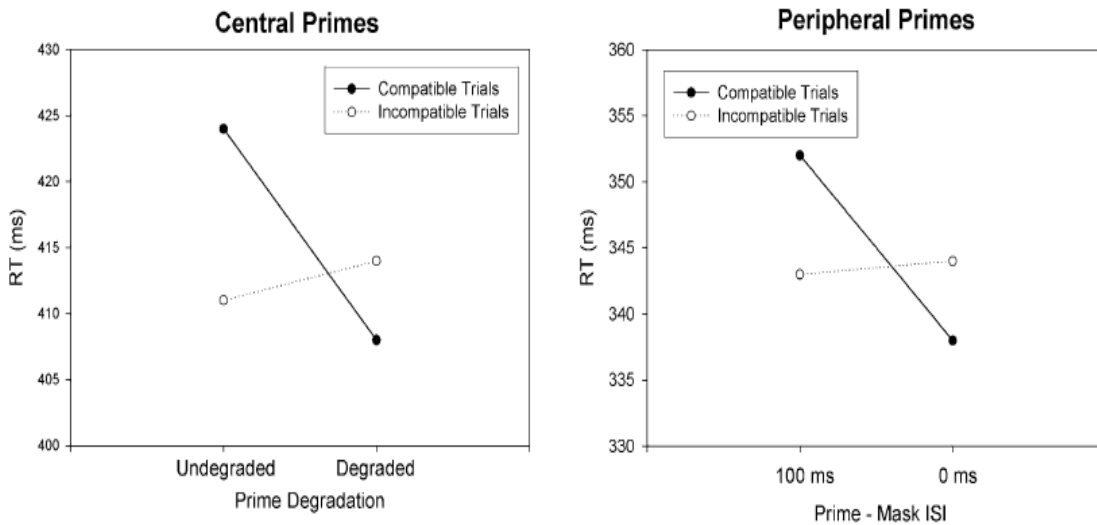 Central Primes
430
425
420
415
410
405
400
RT (ms)
Compatible Trials
Incompatible Trials
Undegraded Degraded
Prime Degradation
Peripheral Primes
360
355
350
345
340
335
330
RT (ms)
Compatible Trials
Incompatible Trials
100 ms 0 ms
Prime - Mask ISI